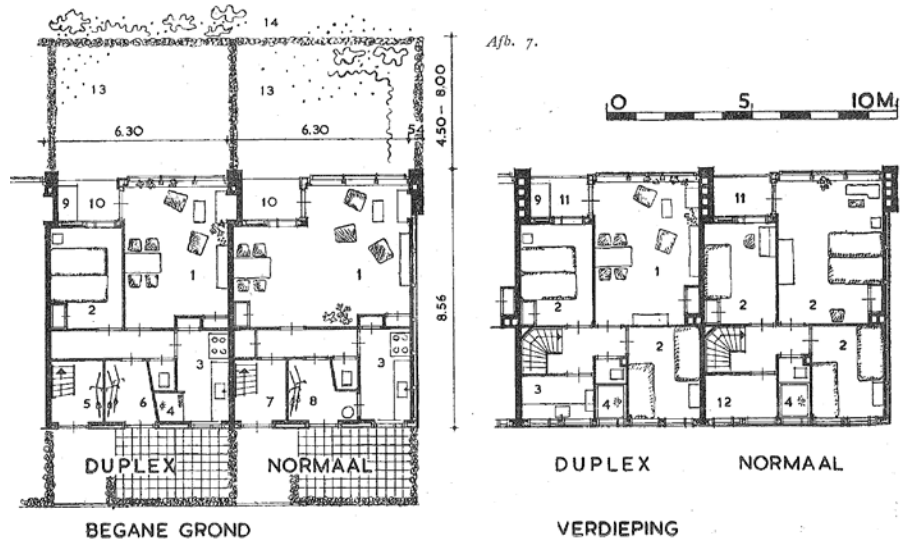 14
Afb. 7.
13 13
4.50 - 8.00
0 5 10M
6.30 6.30 54
9 10 10
9 11 11
1 1
1
2
2 2 2
8.56
3 3
2 2
5 6 4 7 8
3 4 12 4
DUPLEX NORMAAL
DUPLEX NORMAAL
BEGANE GROND
VERDIEPING